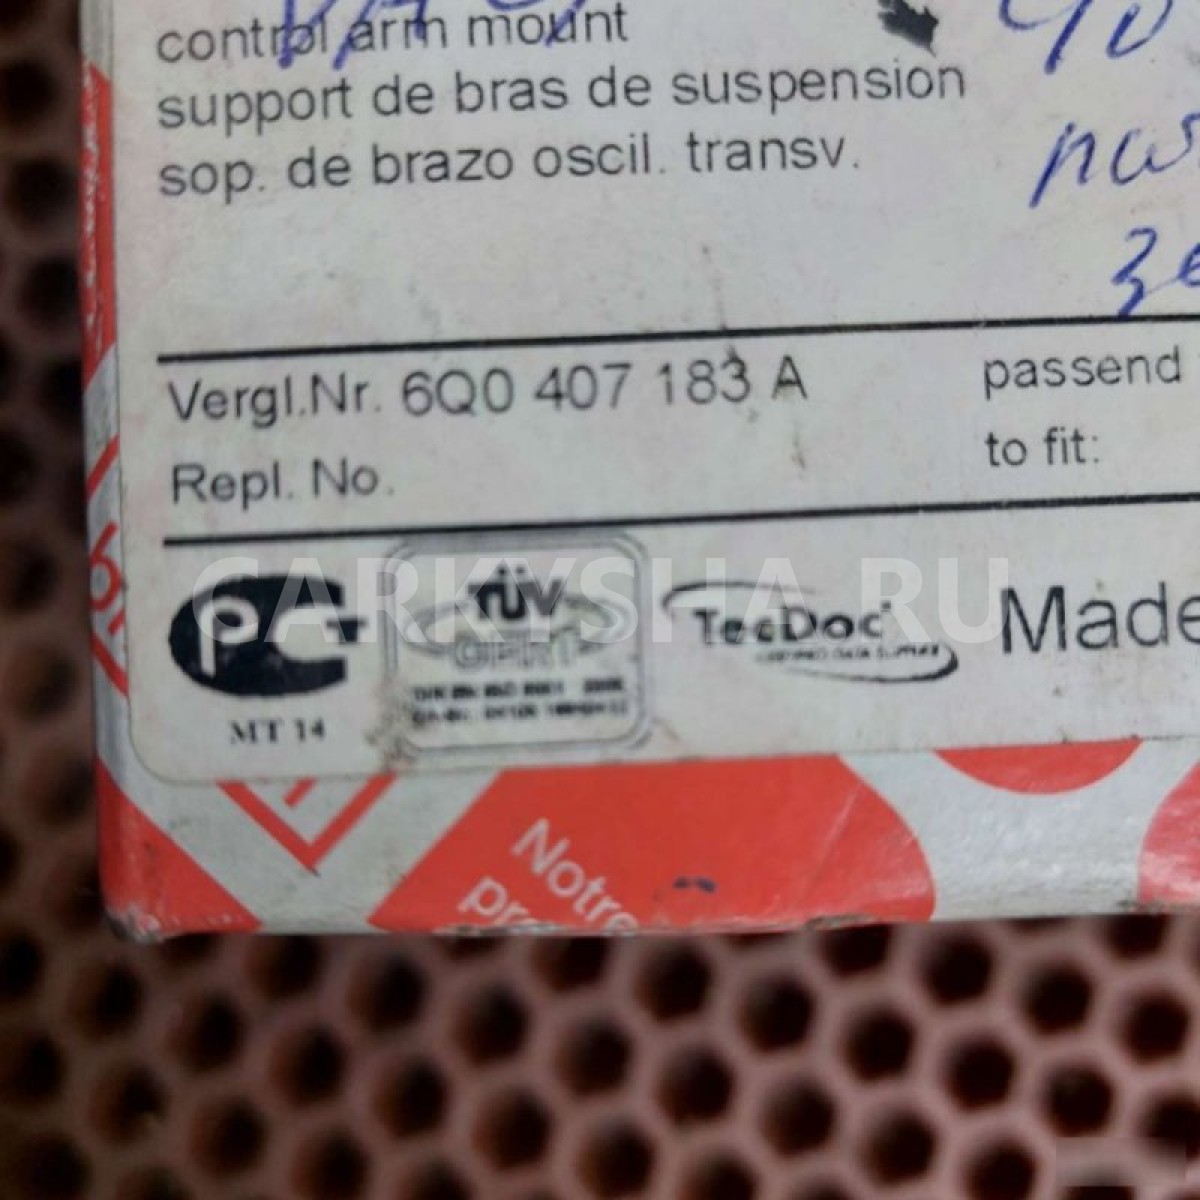 control arm mount
support de bras de suspension
sop. de brazo oscil. transv.
Vergl.Nr. 6Q0 407 183 A
passend
Repl. No.
to fit:
CARKYSHA.RU
TÜV
CERT
TecDoc
Made
MT 14
Notre